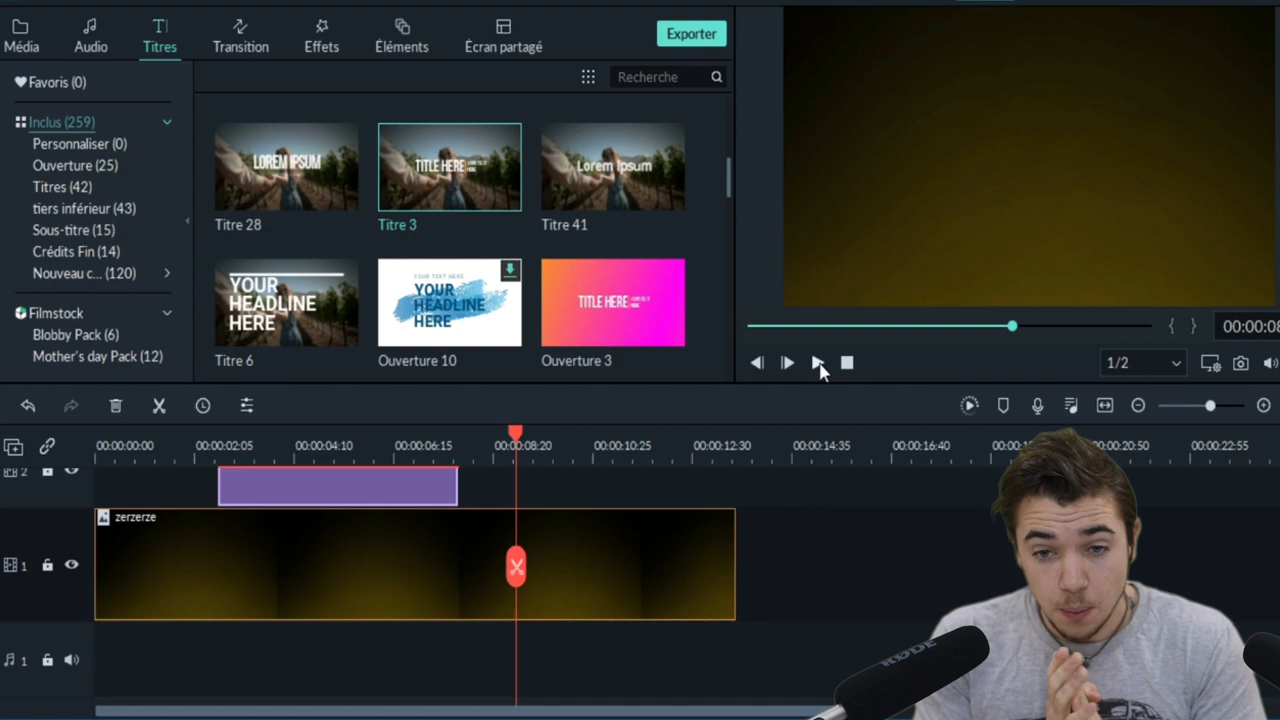 Média
Audio
Titres
Transition
Effets
Éléments
Écran partagé
Exporter
Favoris (0)
Recherche
Inclus (259)
Personnaliser (0)
Ouverture (25)
Titres (42)
tiers inférieur (43)
Sous-titre (15)
Crédits Fin (14)
Nouveau c... (120)
Filmstock
Blobby Pack (6)
Mother's day Pack (12)
LOREM IPSUM
TITLE HERE
Lorem Ipsum
Titre 28
Titre 3
Titre 41
YOUR
HEADLINE
HERE
YOUR TEXT HERE
YOUR
HEADLINE
HERE
TITLE HERE
Titre 6
Ouverture 10
Ouverture 3
00:00:08
1/2
00:00:00:00
00:00:02:05
00:00:04:10
00:00:06:15
00:00:08:20
00:00:10:25
00:00:12:30
00:00:14:35
00:00:16:40
00:00:1
20:50
00:00:22:55
2
zerzerze
1
1
RODE